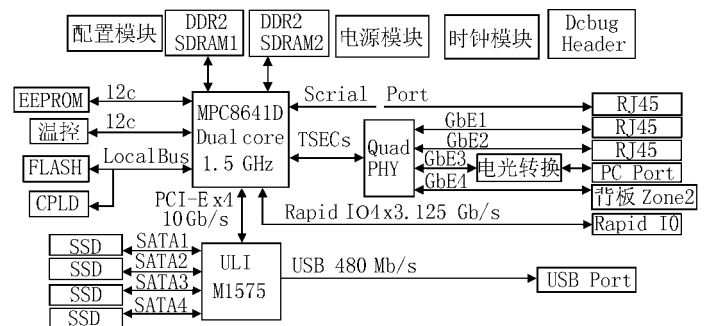 配置模块
DDR2
SDRAM1
DDR2
SDRAM2
电源模块
时钟模块
Dcbug
Header
EEPROM
12c
温控
12c
FLASH
LocalBus
CPLD
MPC8641D
Dual core
1.5 GHz
Scrial Port
RJ45
TSECs
Quad
PHY
GbE1
RJ45
GbE2
RJ45
GbE3
电光转换
PC Port
GbE4
背板 Zone2
PCI-E x4
10Gb/s
Rapid IO4x3.125 Gb/s
Rapid IO
SSD
SATA1
SSD
SATA2
SSD
SATA3
SSD
SATA4
ULI
M1575
USB 480 Mb/s
USB Port